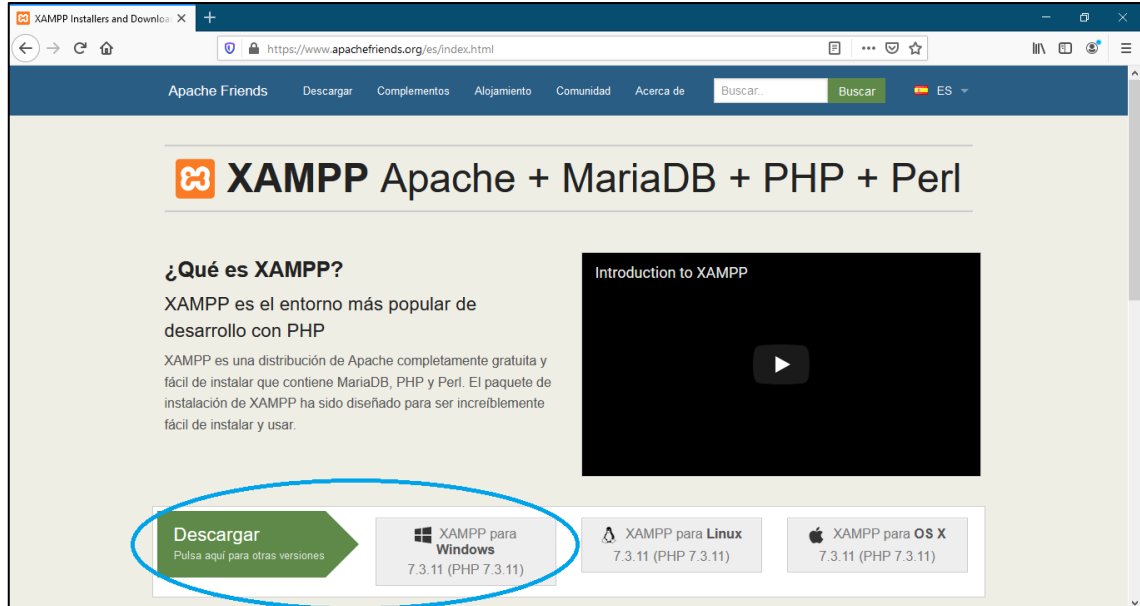 XAMPP Installers and Downloa
https://www.apachefriends.org/es/index.html
Apache Friends Descargar Complementos Alojamiento Comunidad Acerca de Buscar.. Buscar ES
XAMPP Apache + MariaDB + PHP + Perl
¿Qué es XAMPP?
XAMPP es el entorno más popular de
desarrollo con PHP
XAMPP es una distribución de Apache completamente gratuita y
fácil de instalar que contiene MariaDB, PHP y Perl. El paquete de
instalación de XAMPP ha sido diseñado para ser increíblemente
fácil de instalar y usar.
Introduction to XAMPP
Descargar
Pulsa aquí para otras versiones
XAMPP para
Windows
7.3.11 (PHP 7.3.11)
XAMPP para Linux
7.3.11 (PHP 7.3.11)
XAMPP para OS X
7.3.11 (PHP 7.3.11)